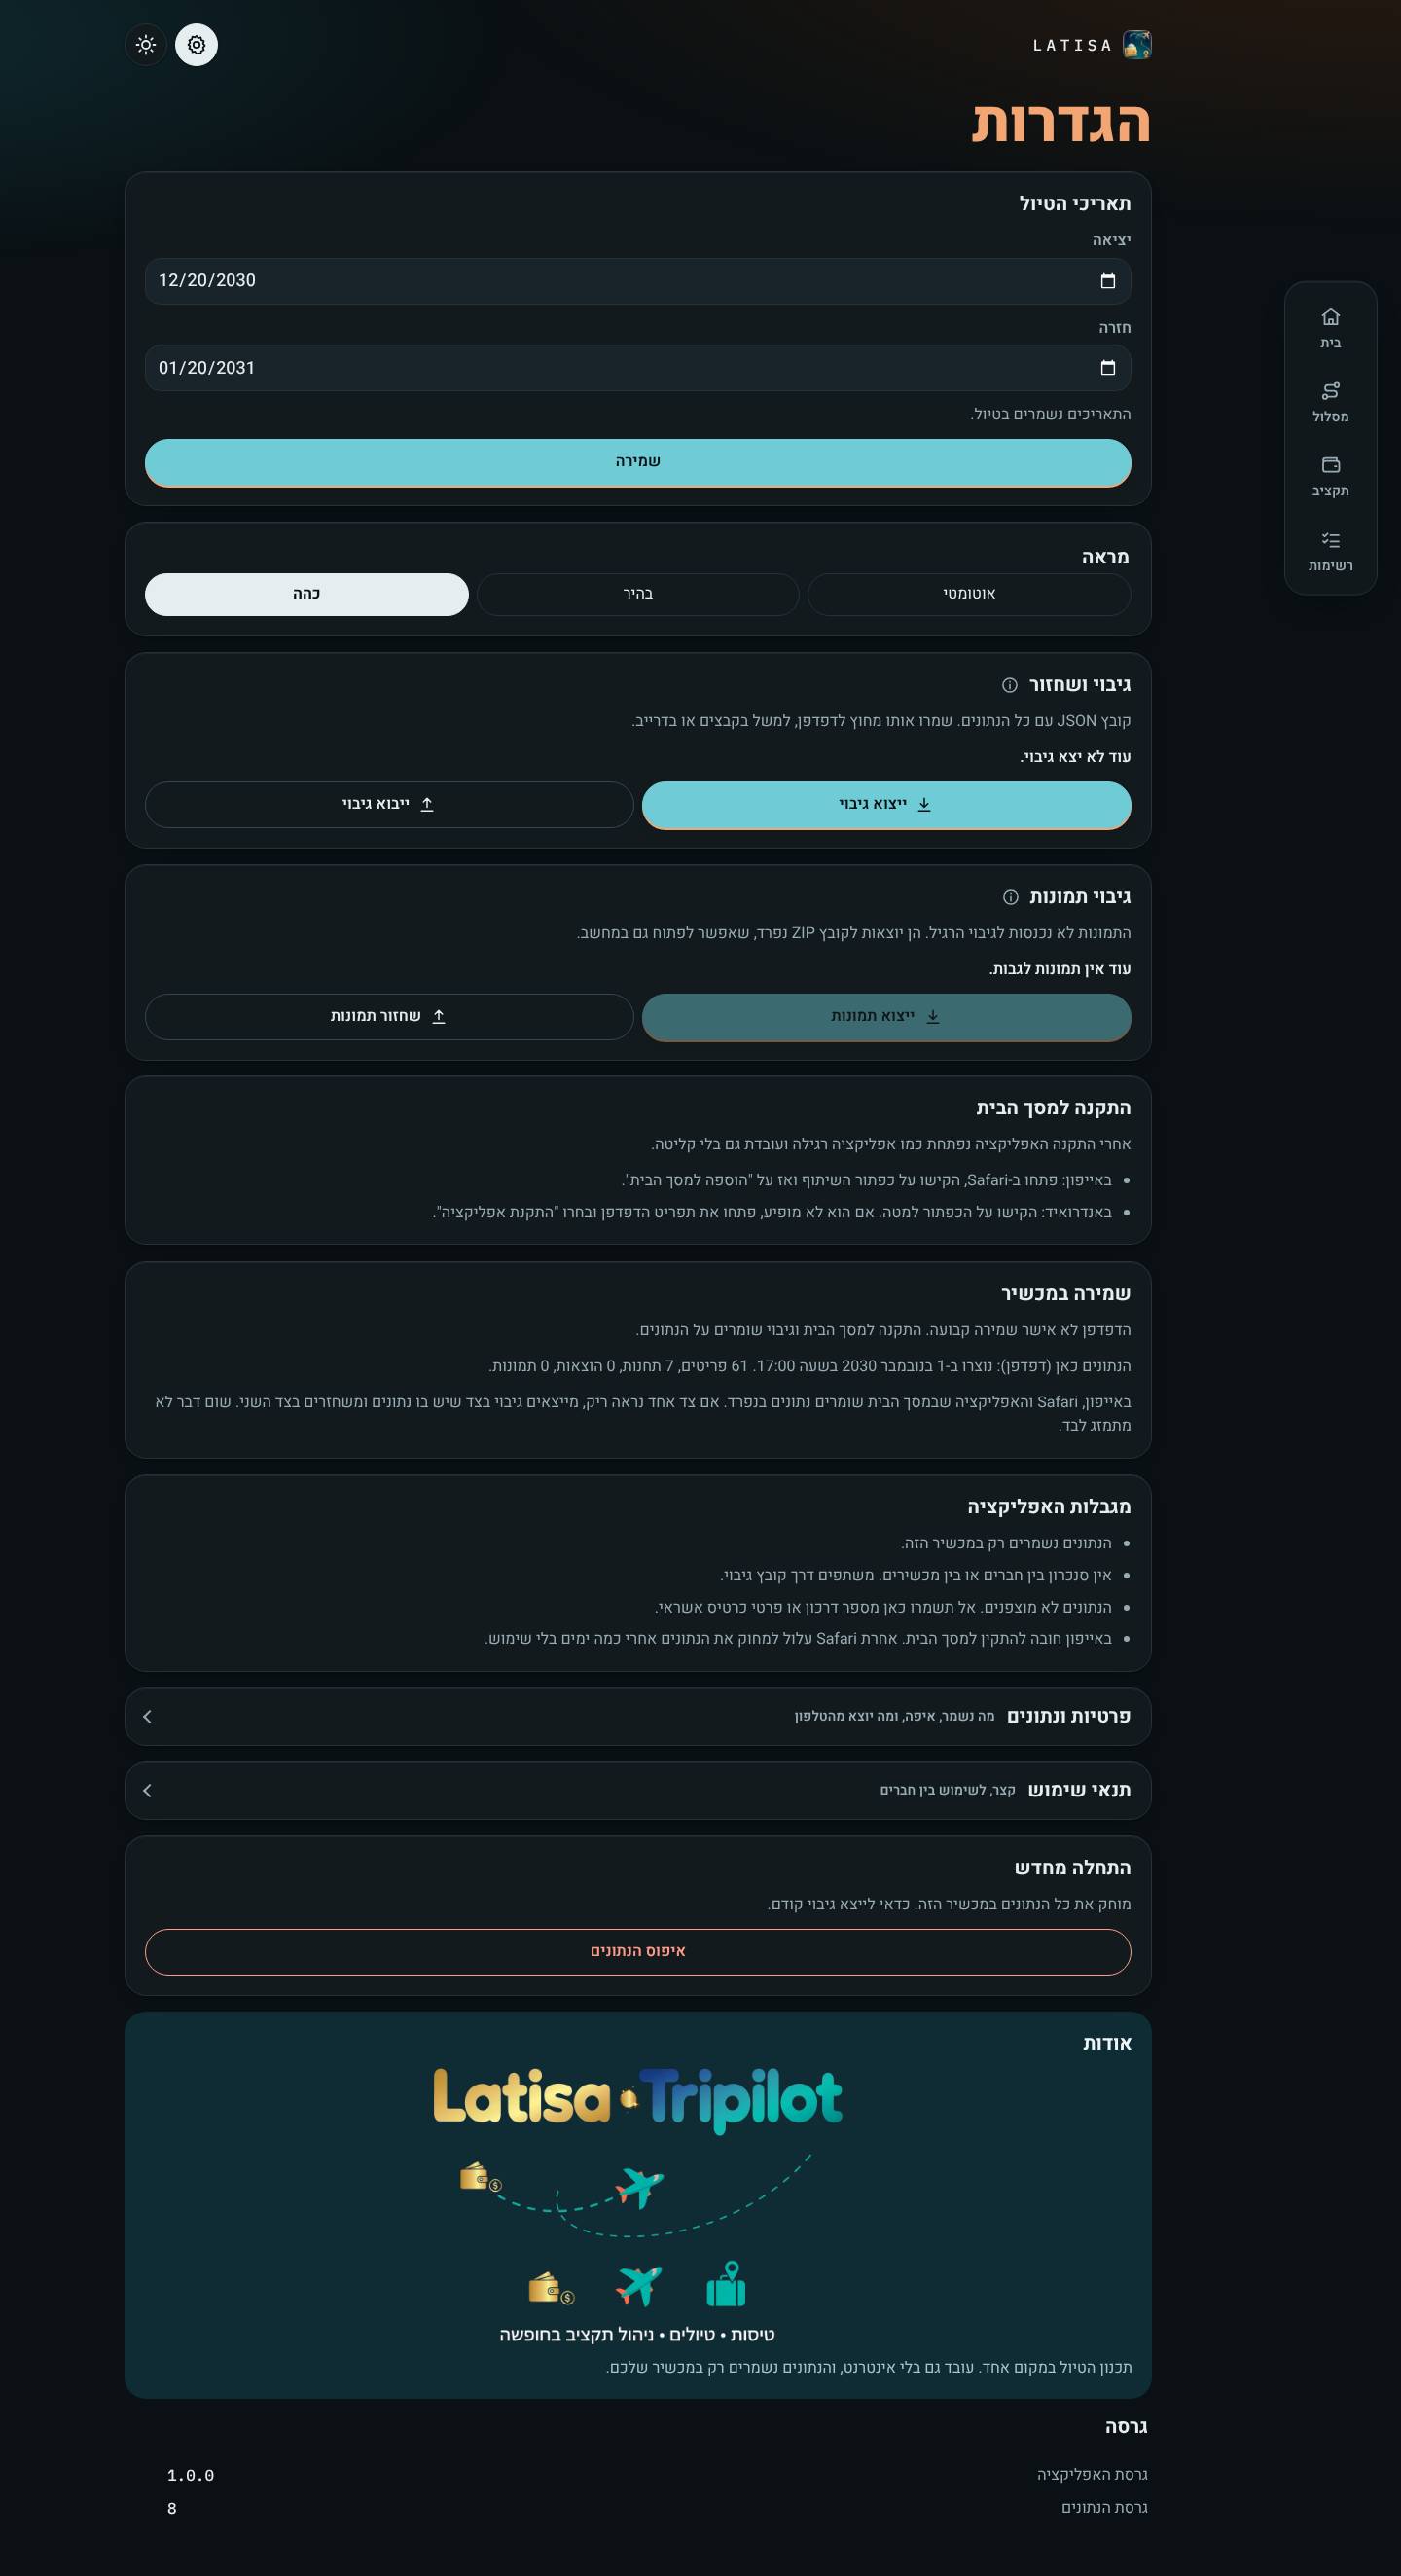 LATISA
הגדרות
תאריכי הטיול
יציאה
12/20/2030
חזרה
01/20/2031
התאריכים נשמרים בטיול.
שמירה
בית
מסלול
תקציב
רשימות
מראה
אוטומטי
בהיר
כהה
גיבוי ושחזור
קובץ JSON עם כל הנתונים. שמרו אותו מחוץ לדפדפן, למשל בקבצים או בדרייב.
עוד לא יצא גיבוי.
ייצוא גיבוי
ייבוא גיבוי
גיבוי תמונות
התמונות לא נכנסות לגיבוי הרגיל. הן יוצאות לקובץ ZIP נפרד, שאפשר לפתוח גם במחשב.
עוד אין תמונות לגבות.
ייצוא תמונות
שחזור תמונות
התקנה למסך הבית
אחרי התקנה האפליקציה נפתחת כמו אפליקציה רגילה ועובדת גם בלי קליטה.
• באייפון: פתחו ב-Safari, הקישו על כפתור השיתוף ואז על "הוספה למסך הבית".
• באנדרואיד: הקישו על הכפתור למטה. אם הוא לא מופיע, פתחו את תפריט הדפדפן ובחרו "התקנת אפליקציה".
שמירה במכשיר
הדפדפן לא אישר שמירה קבועה. התקנה למסך הבית וגיבוי שומרים על הנתונים.
הנתונים כאן (דפדפן): נוצרו ב-1 בנובמבר 2030 בשעה 17:00. 61 פריטים, 7 תחנות, 0 הוצאות, 0 תמונות.
באייפון, Safari והאפליקציה שבמסך הבית שומרים נתונים בנפרד. אם צד אחד נראה ריק, מייצאים גיבוי בצד שיש בו נתונים ומשחזרים בצד השני. שום דבר לא
מתמזג לבד.
מגבלות האפליקציה
• הנתונים נשמרים רק במכשיר הזה.
• אין סנכרון בין חברים או בין מכשירים. משתפים דרך קובץ גיבוי.
• הנתונים לא מוצפנים. אל תשמרו כאן מספר דרכון או פרטי כרטיס אשראי.
• באייפון חובה להתקין למסך הבית. אחרת Safari עלול למחוק את הנתונים אחרי כמה ימים בלי שימוש.
פרטיות ונתונים מה נשמר, איפה, ומה יוצא מהטלפון
תנאי שימוש קצר, לשימוש בין חברים
התחלה מחדש
מוחק את כל הנתונים במכשיר הזה. כדאי לייצא גיבוי קודם.
איפוס הנתונים
אודות
Latisa Tripilot
טיסות • טיולים • ניהול תקציב בחופשה
תכנון הטיול במקום אחד. עובד גם בלי אינטרנט, והנתונים נשמרים רק במכשיר שלכם.
גרסה
גרסת האפליקציה 1.0.0
גרסת הנתונים 8